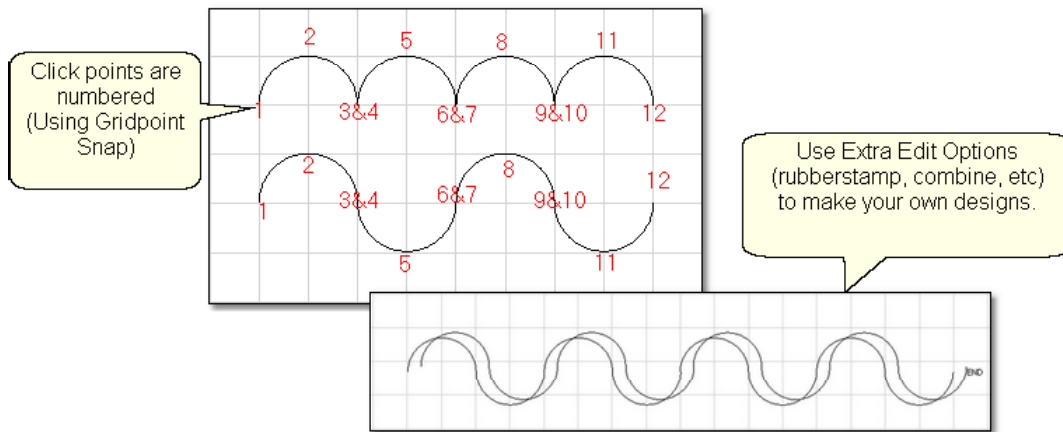 2 5 8 11
Click points are
numbered
(Using Gridpoint
Snap)
1 3&4 6&7 9&10 12
2 8 12
1 3&4 6&7 9&10
5 11
Use Extra Edit Options
(rubberstamp, combine, etc)
to make your own designs.
END